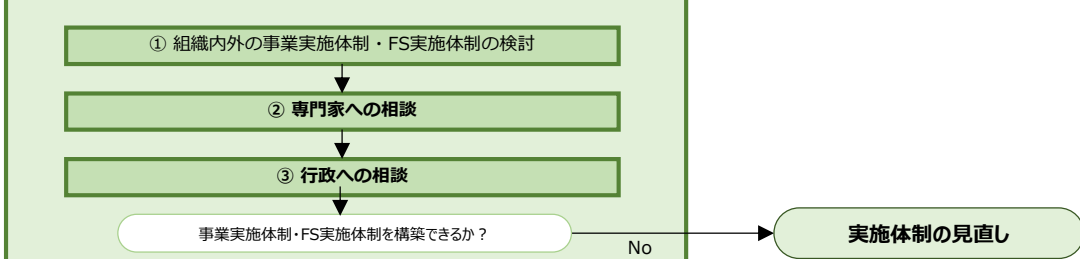 ① 組織内外の事業実施体制・FS実施体制の検討
② 専門家への相談
③ 行政への相談
事業実施体制・FS実施体制を構築できるか?
No
実施体制の見直し